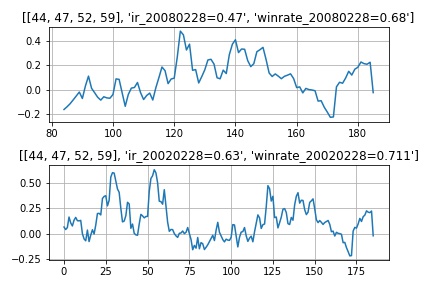 [[44, 47, 52, 59], 'ir_20080228=0.47', 'winrate_20080228=0.68']
0.4
0.2
0.0
−0.2
80 100 120 140 160 180
[[44, 47, 52, 59], 'ir_20020228=0.63', 'winrate_20020228=0.711']
0.50
0.25
0.00
−0.25
0 25 50 75 100 125 150 175